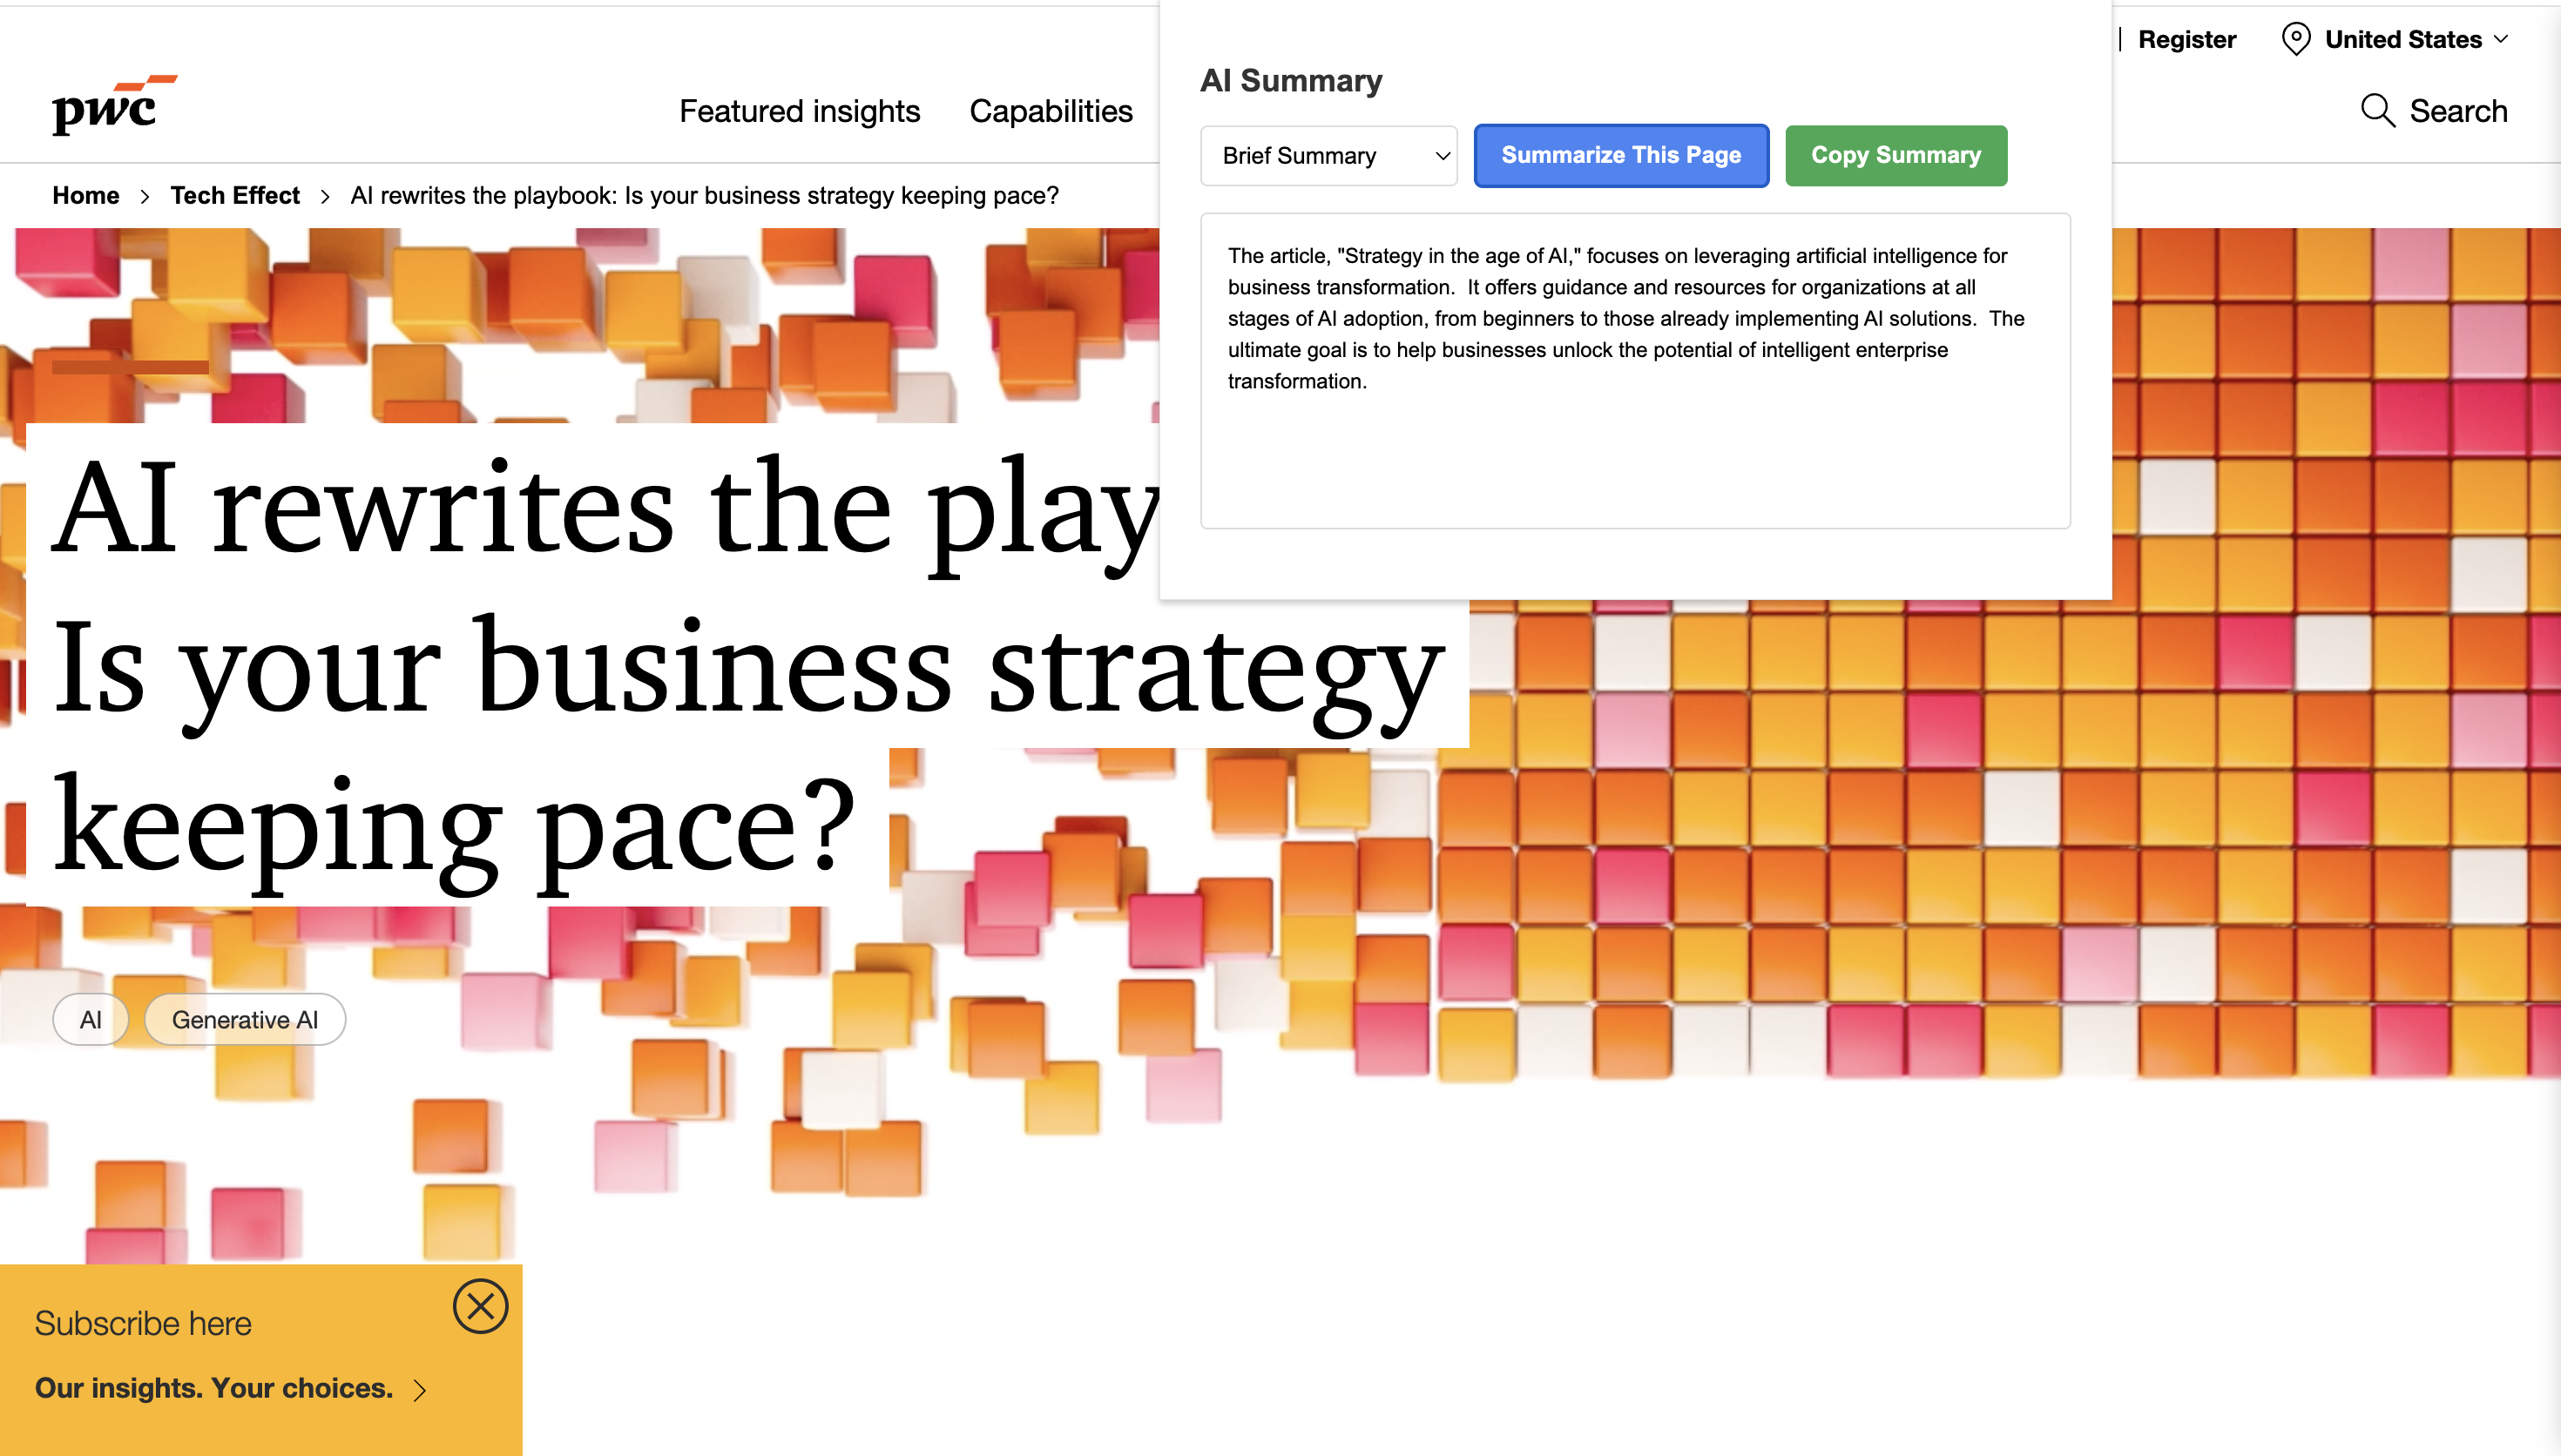 Register
United States
pwc
Featured insights
Capabilities
Search
Home > Tech Effect > AI rewrites the playbook: Is your business strategy keeping pace?
AI Summary
Brief Summary
Summarize This Page
Copy Summary
The article, "Strategy in the age of AI," focuses on leveraging artificial intelligence for
business transformation.  It offers guidance and resources for organizations at all
stages of AI adoption, from beginners to those already implementing AI solutions.  The
ultimate goal is to help businesses unlock the potential of intelligent enterprise
transformation.
AI rewrites the play
Is your business strategy
keeping pace?
AI
Generative AI
Subscribe here
Our insights. Your choices. >